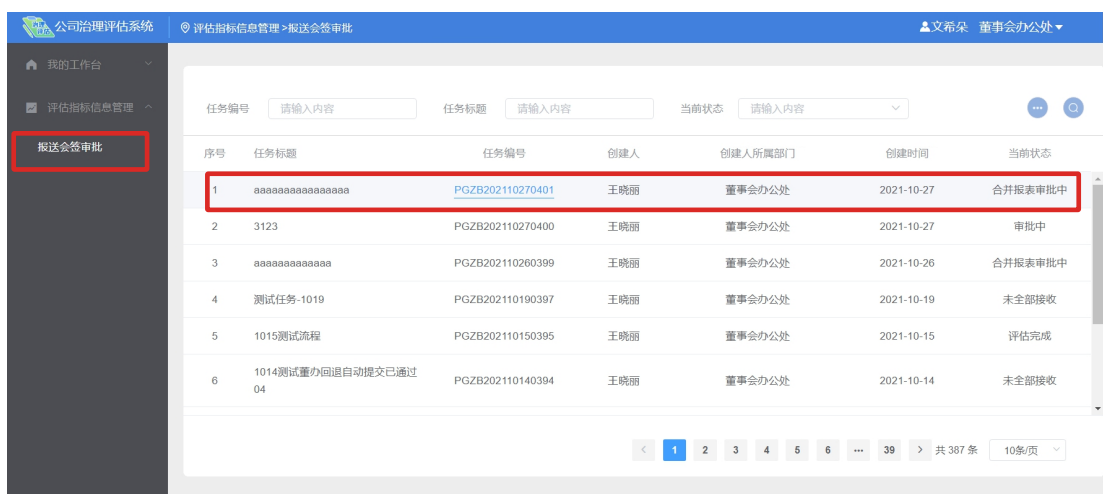 公司治理评估系统
评估指标信息管理>报送会签审批
文希朵 董事会办公处
我的工作台
评估指标信息管理
报送会签审批
任务编号 请输入内容 任务标题 请输入内容 当前状态 请输入内容
序号 任务标题 任务编号 创建人 创建人所属部门 创建时间 当前状态
1 aaaaaaaaaaaaaaaa PGZB202110270401 王晓丽 董事会办公处 2021-10-27 合并报表审批中
2 3123 PGZB202110270400 王晓丽 董事会办公处 2021-10-27 审批中
3 aaaaaaaaaaaaa PGZB202110260399 王晓丽 董事会办公处 2021-10-26 合并报表审批中
4 测试任务-1019 PGZB202110190397 王晓丽 董事会办公处 2021-10-19 未全部接收
5 1015测试流程 PGZB202110150395 王晓丽 董事会办公处 2021-10-15 评估完成
6 1014测试董办回退自动提交已通过 PGZB202110140394 王晓丽 董事会办公处 2021-10-14 未全部接收
04
< 1 2 3 4 5 6 ••• 39 > 共 387 条 10条/页